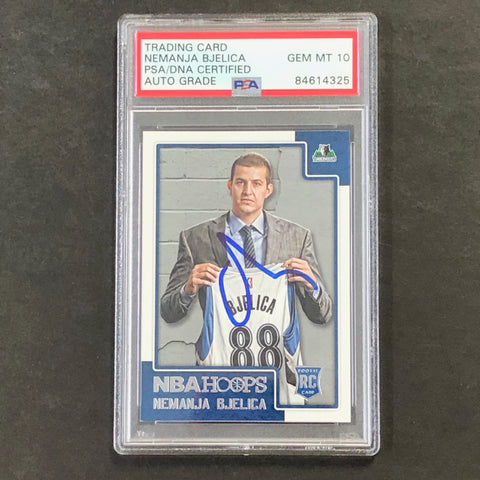 TRADING CARD
NEMANJA BJELICA
PSA/DNA CERTIFIED
AUTO GRADE
GEM MT 10
PSA
84614325
BJELICA
88
ROOKIE
RC
CARD
NBA HOOPS
NEMANJA BJELICA